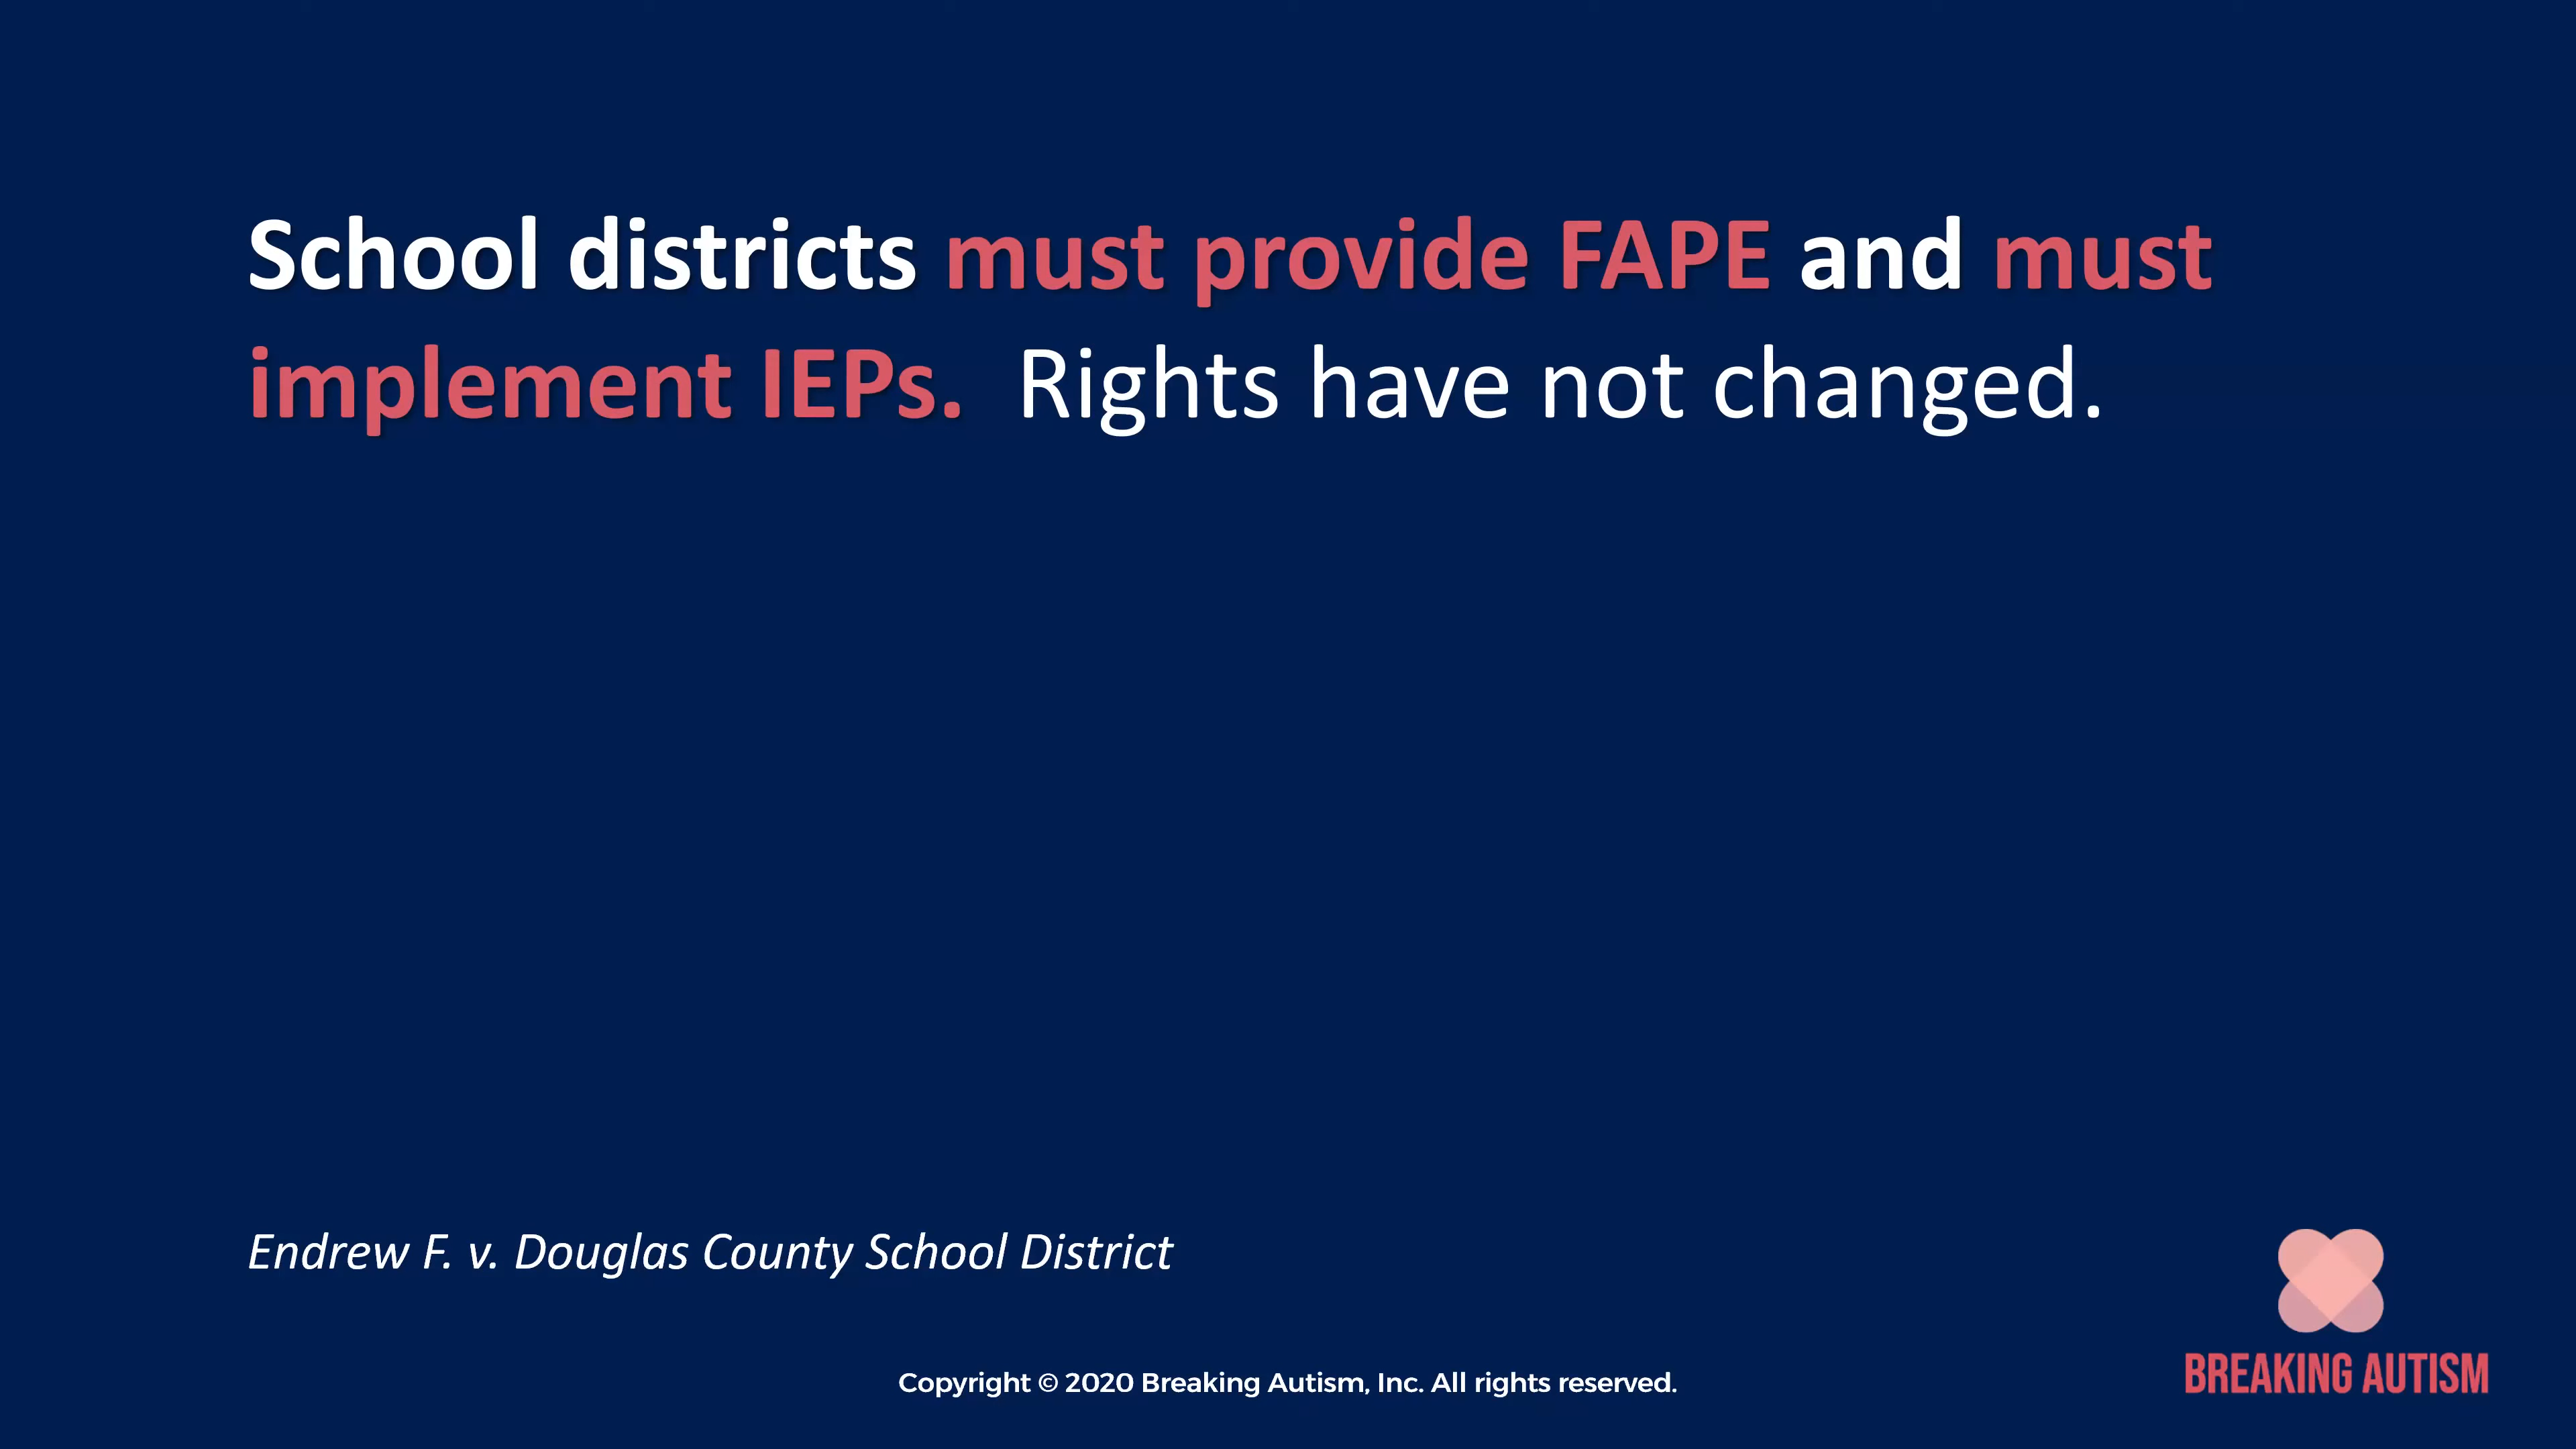 School districts must provide FAPE and must
implement IEPs.  Rights have not changed.
Endrew F. v. Douglas County School District
Copyright © 2020 Breaking Autism, Inc. All rights reserved.
BREAKING AUTISM